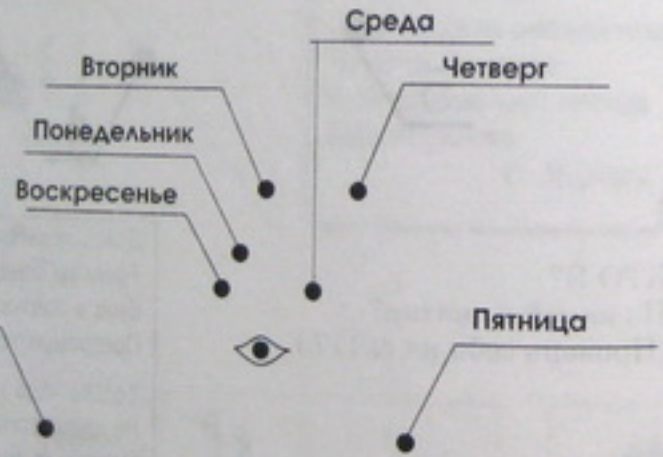 Среда
Вторник
Четверг
Понедельник
Воскресенье
Пятница